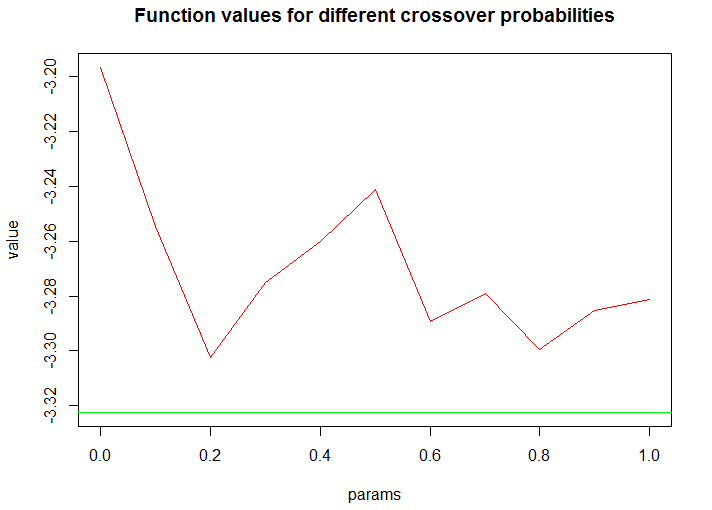 Function values for different crossover probabilities
-3.20
-3.22
-3.24
-3.26
-3.28
-3.30
-3.32
value
0.0 0.2 0.4 0.6 0.8 1.0
params